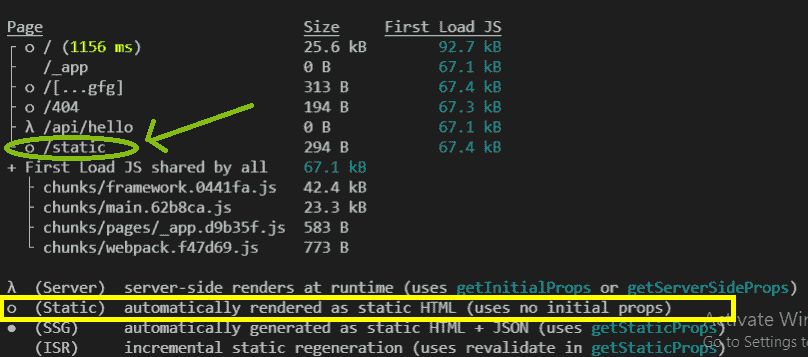 Page Size First Load JS
┌ ○ / (1156 ms) 25.6 kB 92.7 kB
├   /_app 0 B 67.1 kB
├ ○ /[...gfg] 313 B 67.4 kB
├ ○ /404 194 B 67.3 kB
├ λ /api/hello 0 B 67.1 kB
└ ○ /static 294 B 67.4 kB
+ First Load JS shared by all 67.1 kB
├ chunks/framework.0441fa.js 42.4 kB
├ chunks/main.62b8ca.js 23.3 kB
├ chunks/pages/_app.d9b35f.js 583 B
└ chunks/webpack.f47d69.js 773 B
λ (Server) server-side renders at runtime (uses getInitialProps or getServerSideProps)
○ (Static) automatically rendered as static HTML (uses no initial props)
● (SSG) automatically generated as static HTML + JSON (uses getStaticProps)
(ISR) incremental static regeneration (uses revalidate in getStaticProps)
Activate Win
Go to Settings to